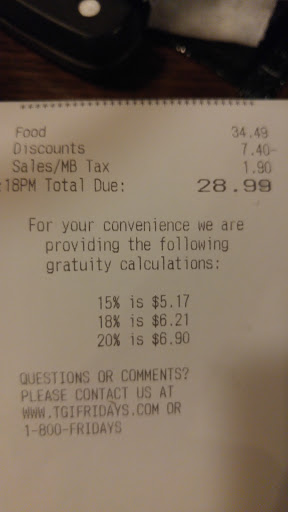 Food 34.49
Discounts 7.40-
Sales/MB Tax 1.90
:18PM Total Due: 28.99
For your convenience we are
providing the following
gratuity calculations:
15% is $5.17
18% is $6.21
20% is $6.90
QUESTIONS OR COMMENTS?
PLEASE CONTACT US AT
WWW.TGIFRIDAYS.COM OR
1-800-FRIDAYS